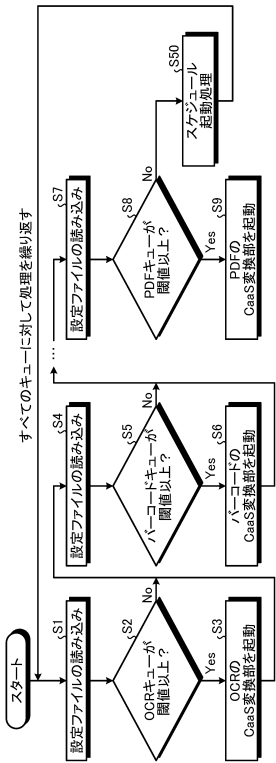 スタート
すべてのキューに対して処理を繰り返す
S1
設定ファイルの読み込み
S2
OCRキューが
閾値以上?
No
Yes
S3
OCRの
CaaS変換部を起動
S4
設定ファイルの読み込み
S5
バーコードキューが
閾値以上?
No
Yes
S6
バーコードの
CaaS変換部を起動
…
S7
設定ファイルの読み込み
S8
PDFキューが
閾値以上?
No
Yes
S9
PDFの
CaaS変換部を起動
S50
スケジュール
起動処理